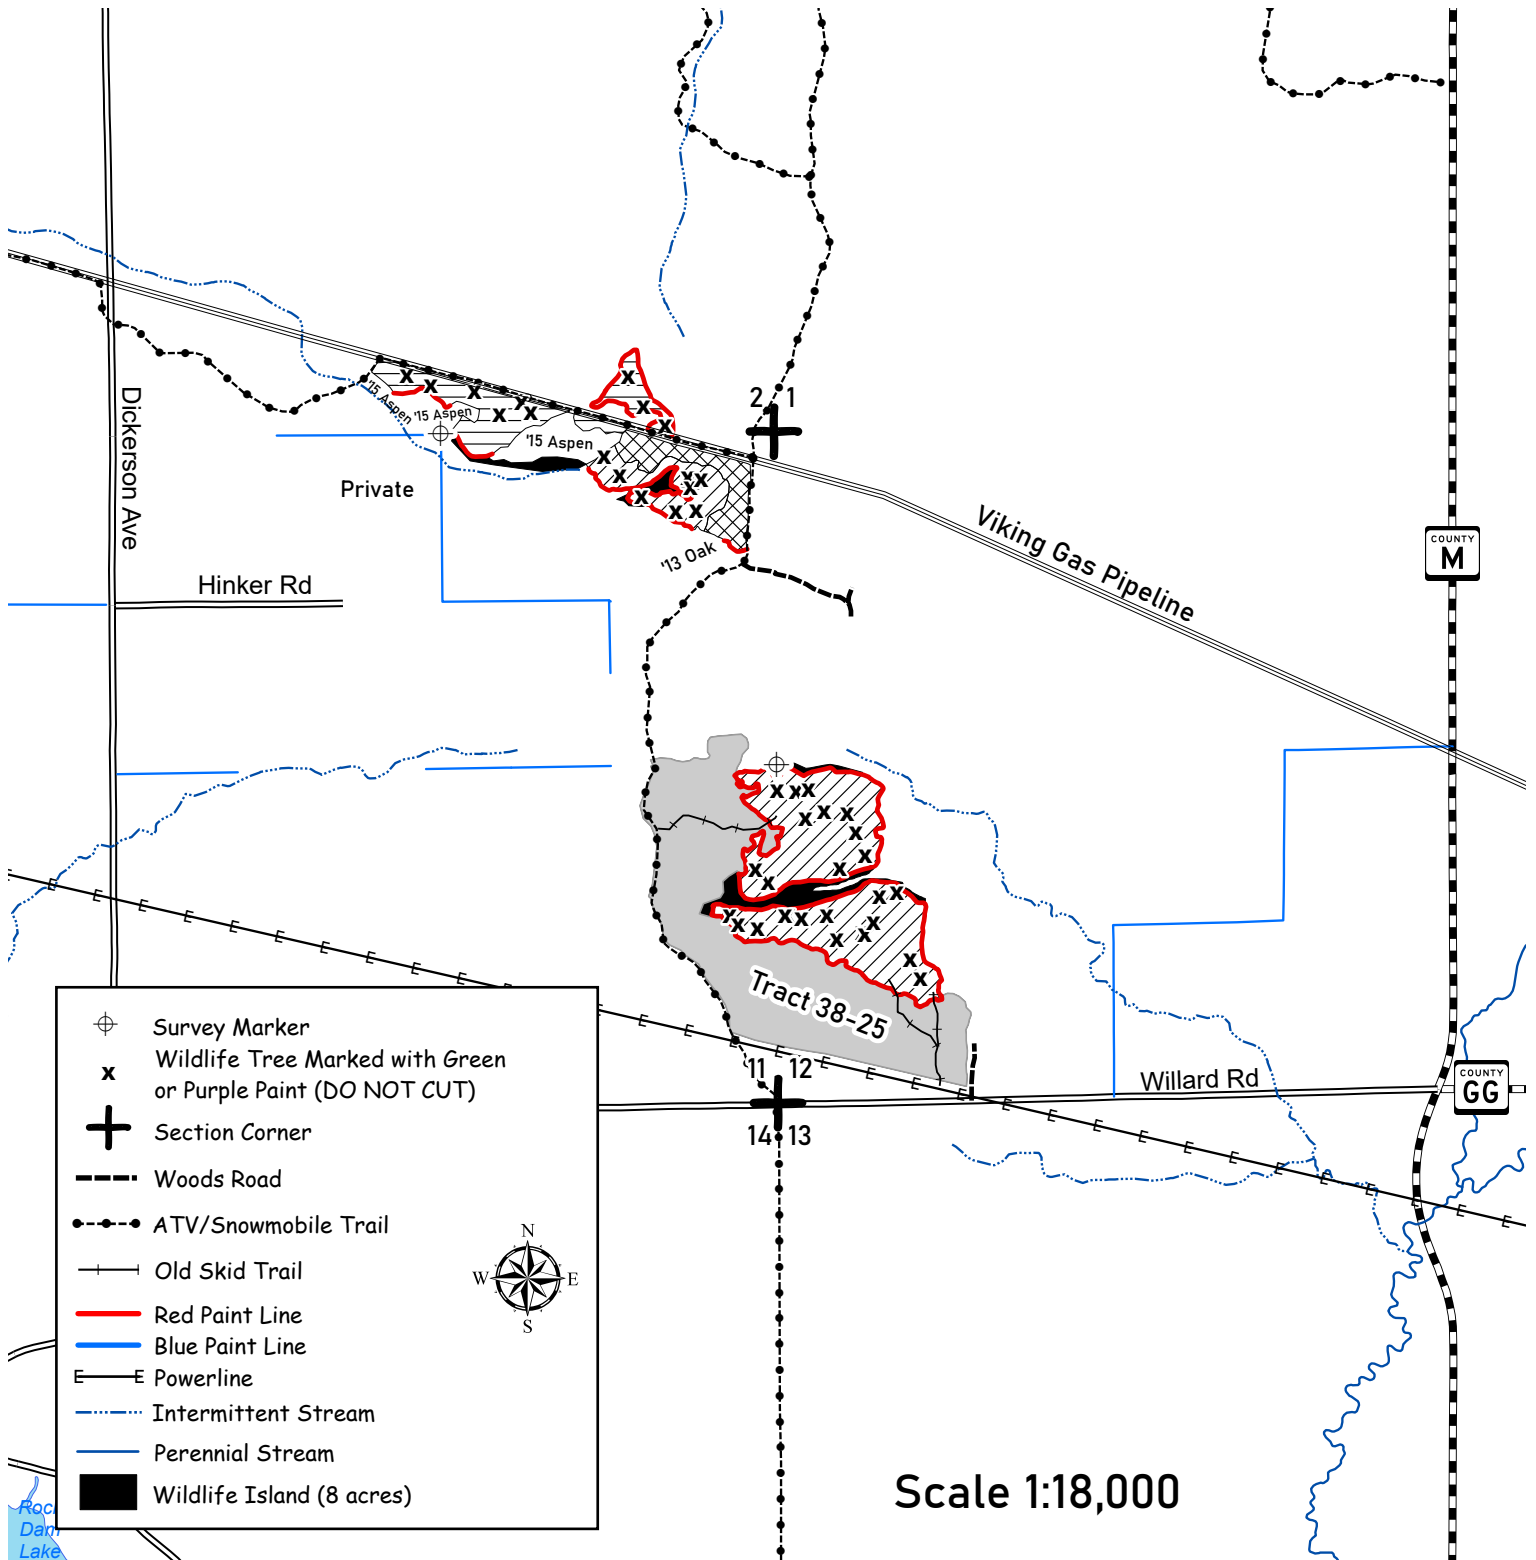 2 1
Dickerson Ave
'15 Aspen
'15 Aspen
'15 Aspen
Private
'13 Oak
Viking Gas Pipeline
COUNTY
M
Hinker Rd
Tract 38-25
11 12
14 13
Willard Rd
COUNTY
GG
Survey Marker
Wildlife Tree Marked with Green
or Purple Paint (DO NOT CUT)
Section Corner
Woods Road
ATV/Snowmobile Trail
Old Skid Trail
Red Paint Line
Blue Paint Line
E E Powerline
Intermittent Stream
Perennial Stream
Wildlife Island (8 acres)
N
W E
S
Scale 1:18,000
Dam
Lake